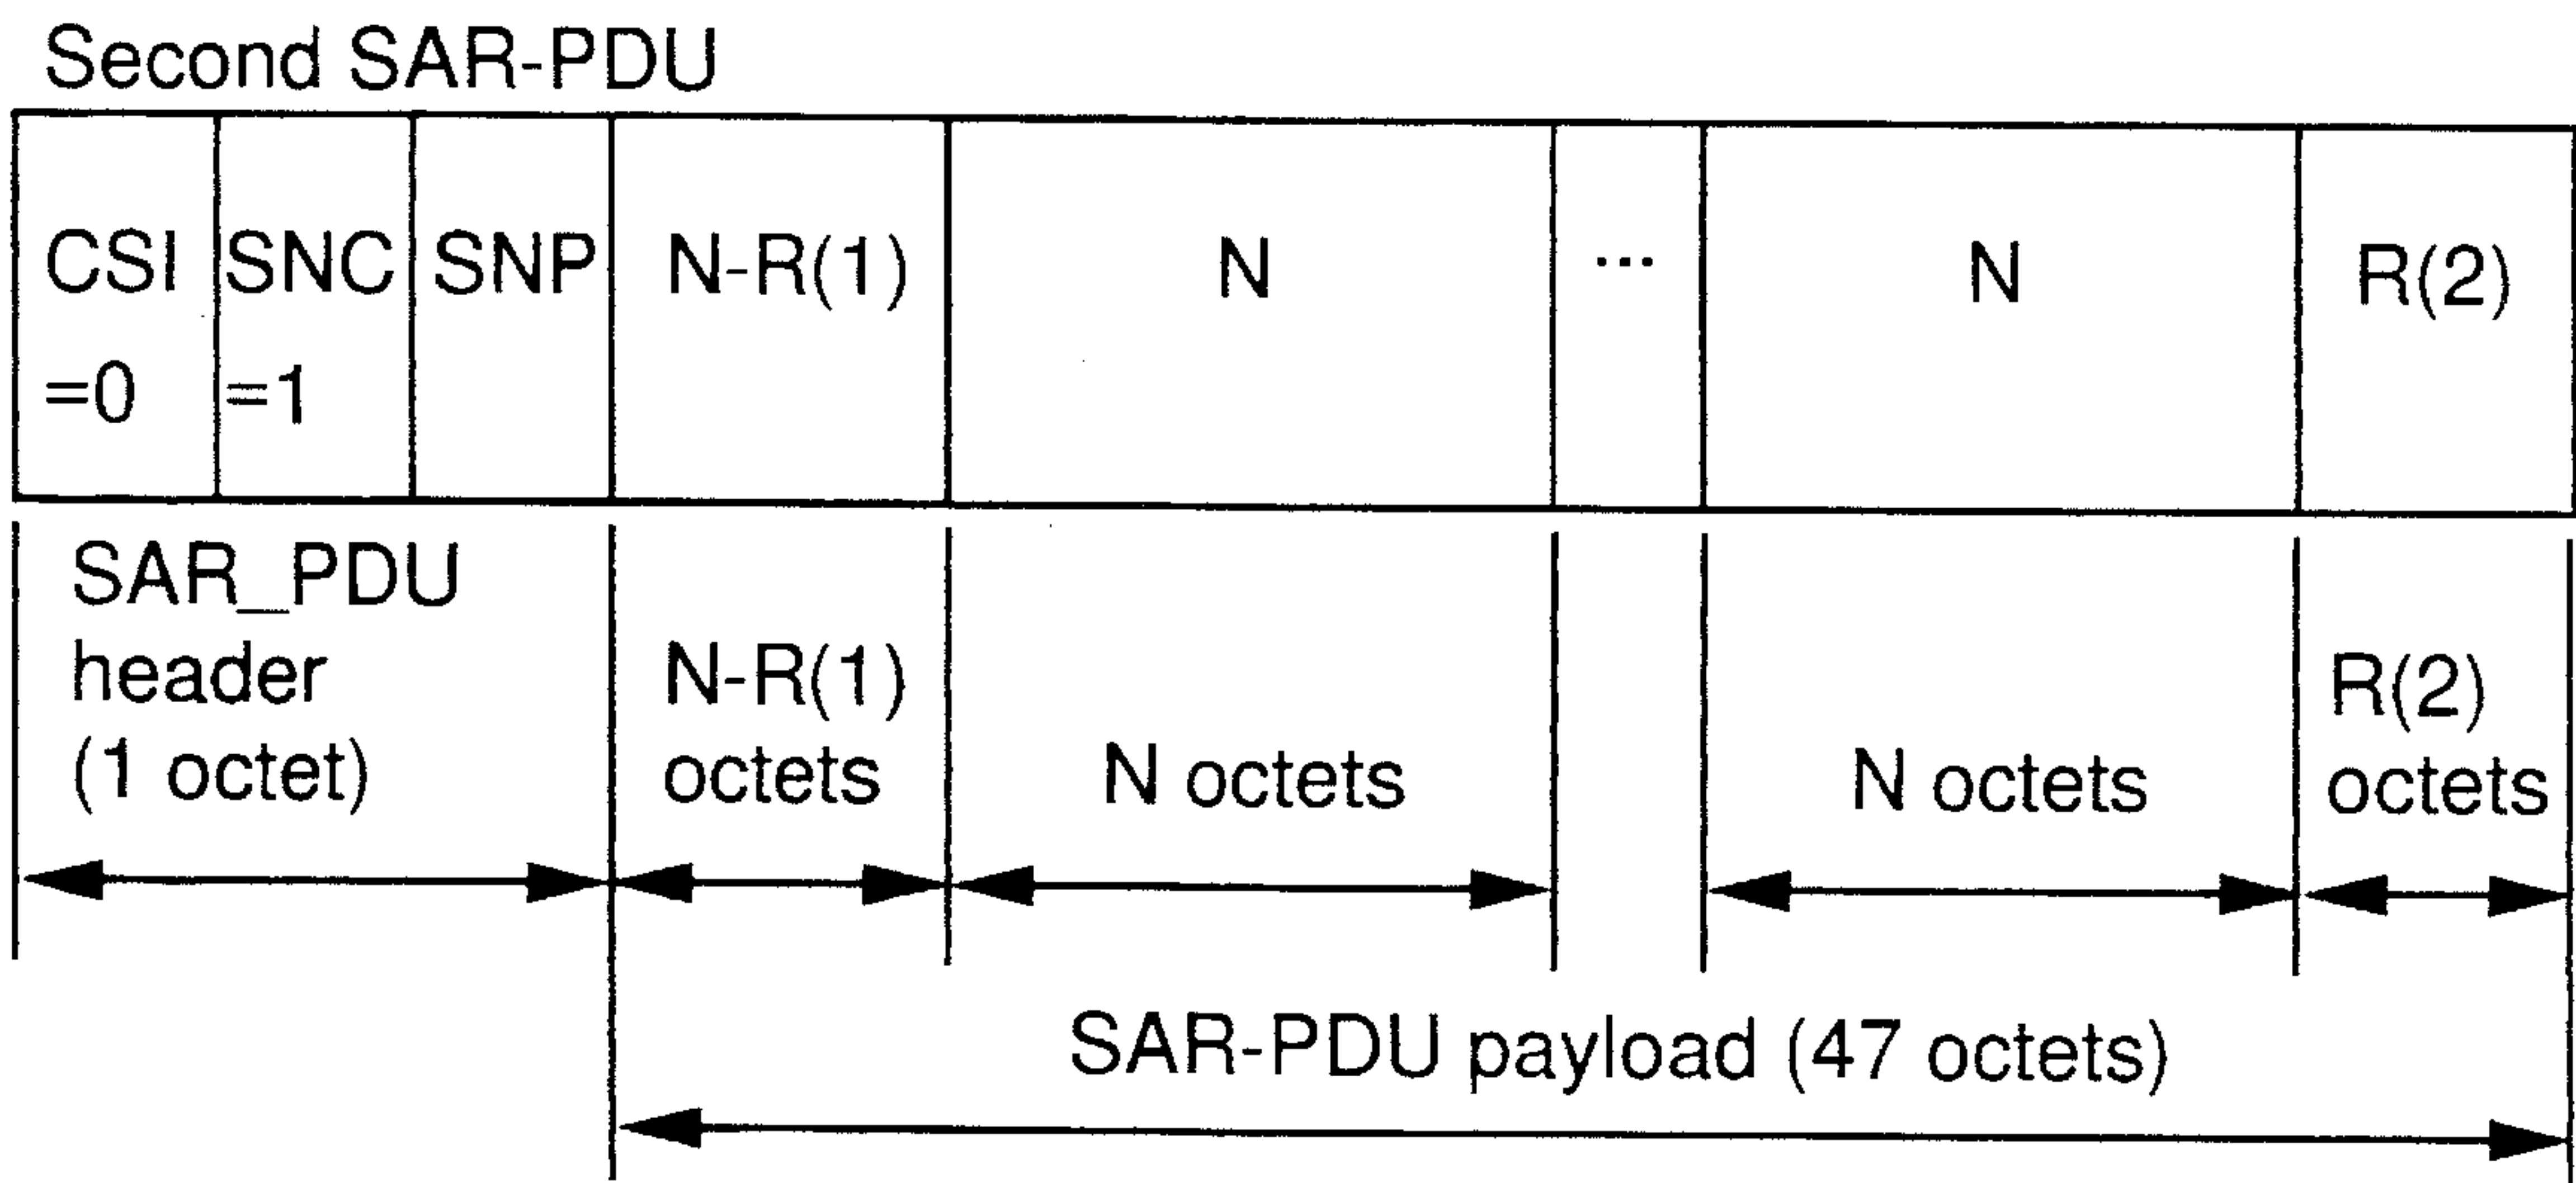 Second SAR-PDU
CSI SNC SNP N-R(1) N ... N R(2)
=0 =1
SAR_PDU
header
(1 octet)
N-R(1)
octets
N octets
N octets
R(2)
octets
SAR-PDU payload (47 octets)